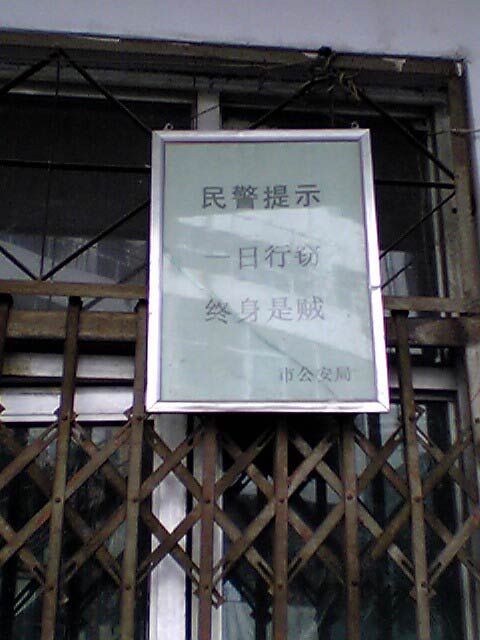 民警提示
一日行窃
终身是贼
市公安局